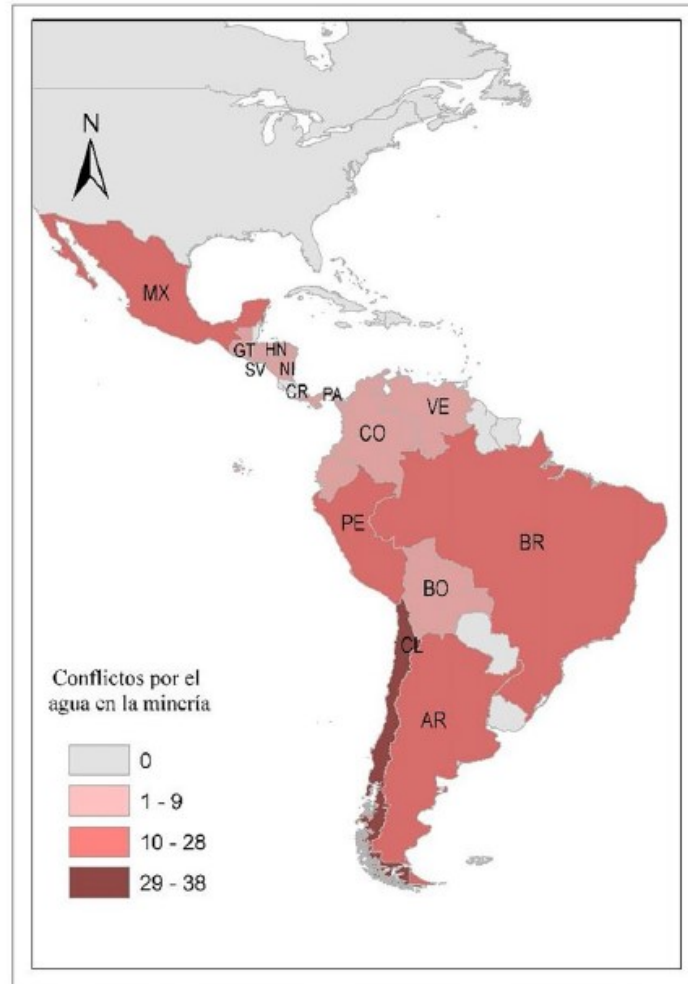 N
MX
GT HN
SV NI
CR PA
VE
CO
PE
BR
BO
CL
AR
Conflictos por el
agua en la minería
0
1 - 9
10 - 28
29 - 38